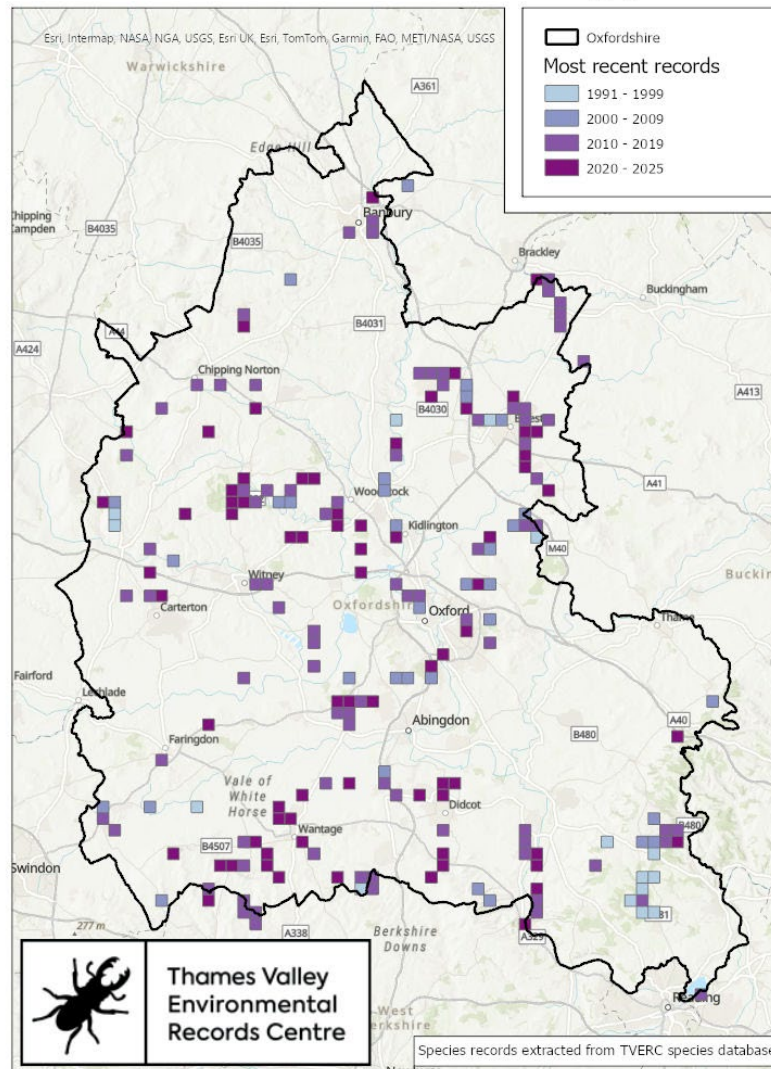 Esri, Intermap, NASA, NGA, USGS, Esri UK, Esri, TomTom, Garmin, FAO, METI/NASA, USGS
Oxfordshire
Most recent records
1991 - 1999
2000 - 2009
2010 - 2019
2020 - 2025
Warwickshire
A361
Edge Hill
Chipping
Campden
B4035
Banbury
B4035
Brackley
Buckingham
B4031
A44
A424
Chipping Norton
A413
B4030
A41
Woodstock
Kidlington
M40
Witney
Oxfordshire
Carterton
Oxford
Thame
Fairford
Lechlade
A40
B480
Abingdon
Faringdon
Vale of
White
Horse
Didcot
B480
Wantage
B4507
Swindon
277 m
A338
Berkshire
Downs
A329
Reading
West
Berkshire
Thames Valley
Environmental
Records Centre
Species records extracted from TVERC species database